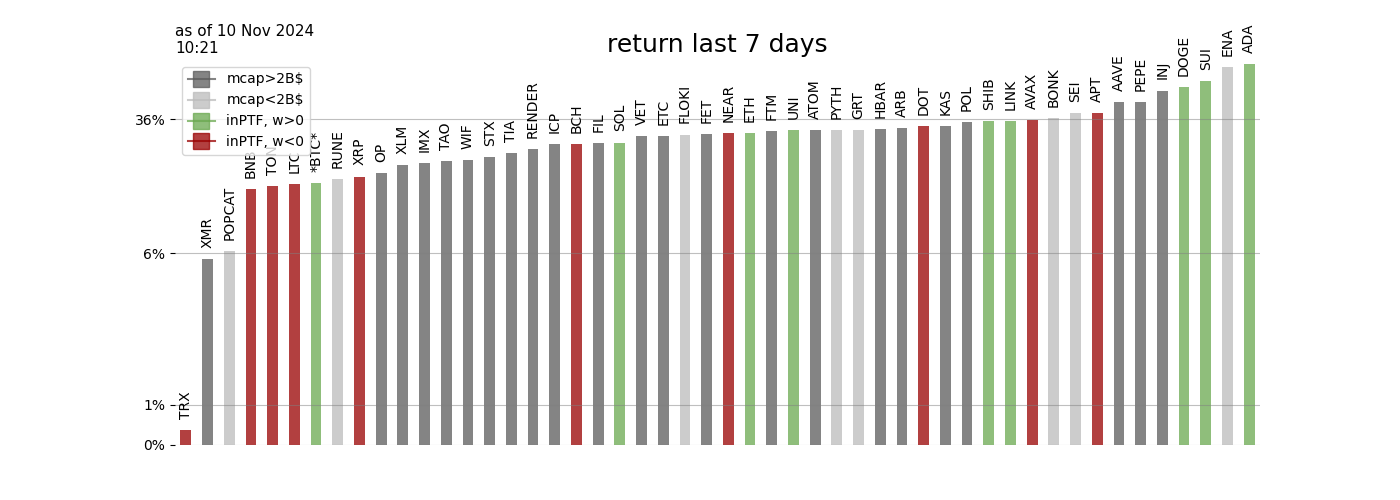 as of 10 Nov 2024
10:21
return last 7 days
mcap>2B$
mcap<2B$
inPTF, w>0
inPTF, w<0
36%
6%
1%
0%
TRX
XMR
POPCAT
BNB
TON
LTC
*BTC*
RUNE
XRP
OP
XLM
IMX
TAO
WIF
STX
TIA
RENDER
ICP
BCH
FIL
SOL
VET
ETC
FLOKI
FET
NEAR
ETH
FTM
UNI
ATOM
PYTH
GRT
HBAR
ARB
DOT
KAS
POL
SHIB
LINK
AVAX
BONK
SEI
APT
AAVE
PEPE
INJ
DOGE
SUI
ENA
ADA